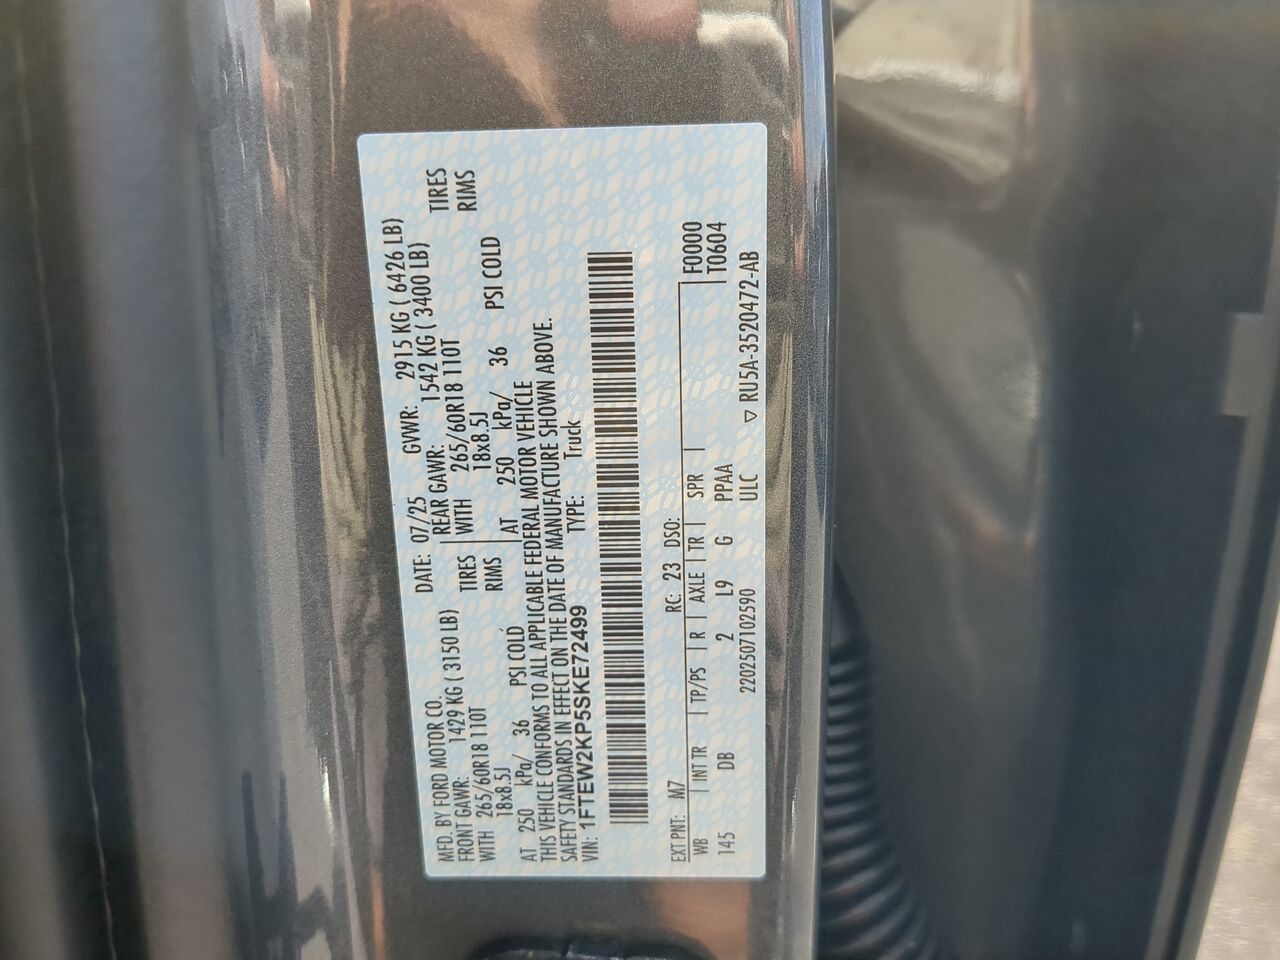 MFD. BY FORD MOTOR CO. DATE: 07/25 GVWR: 2915 KG ( 6426 LB)
FRONT GAWR: 1429 KG ( 3150 LB) REAR GAWR: 1542 KG ( 3400 LB)
WITH 265/60R18 110T TIRES WITH 265/60R18 110T TIRES
18x8.5J RIMS 18x8.5J RIMS
AT 250 kPa/ 36 PSI COLD AT 250 kPa/ 36 PSI COLD
THIS VEHICLE CONFORMS TO ALL APPLICABLE FEDERAL MOTOR VEHICLE
SAFETY STANDARDS IN EFFECT ON THE DATE OF MANUFACTURE SHOWN ABOVE.
VIN: 1FTEW2KP5SKE72499 TYPE: Truck
EXT PNT: M7 RC: 23 DSO: F0000
WB | INT TR | TP/PS | R | AXLE | TR | SPR | T0604
145 DB 2 L9 G PPAA
2202507102590 ULC ▽ RU5A-3520472-AB